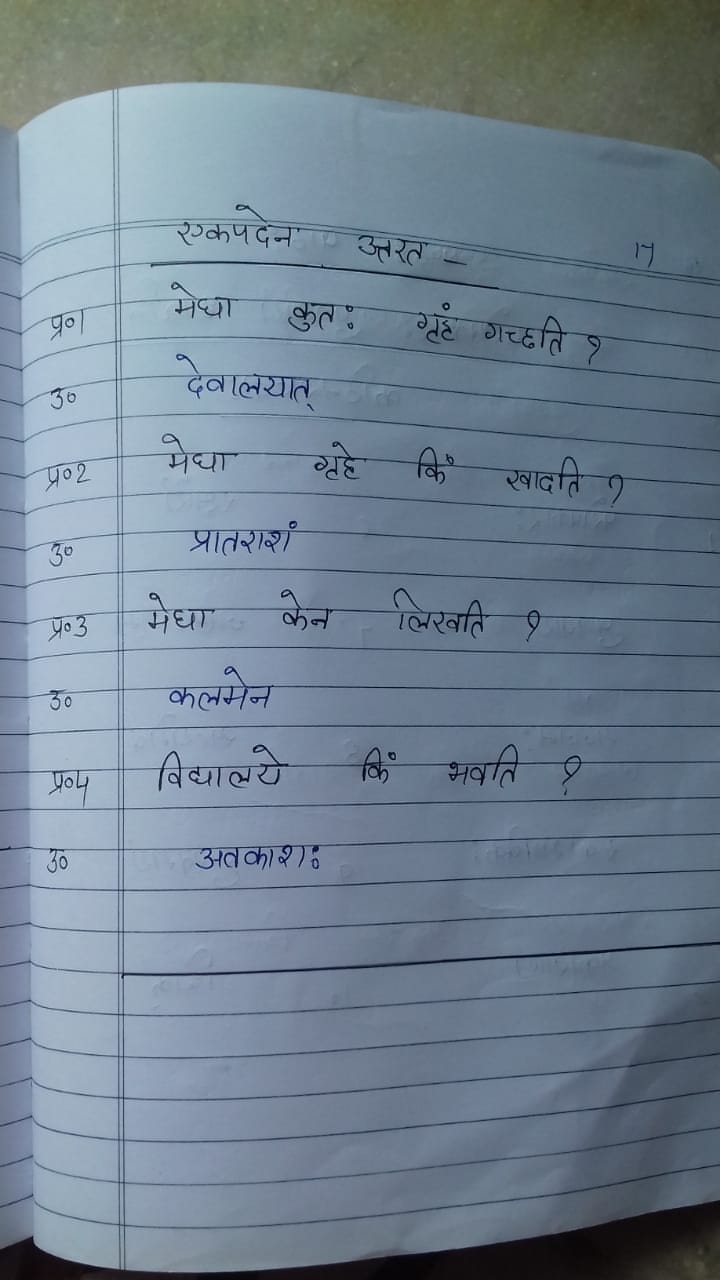 एकपदेन उत्तरत - 17
प्र०1 मेघा कुतः गृहं गच्छति ?
उ० देवालयात्
प्र०2 मेघा गृहे किं खादति ?
उ० प्रातराशं
प्र०3 मेघा केन लिखति ?
उ० कलमेन
प्र०4 विद्यालये किं भवति ?
उ० अवकाशः